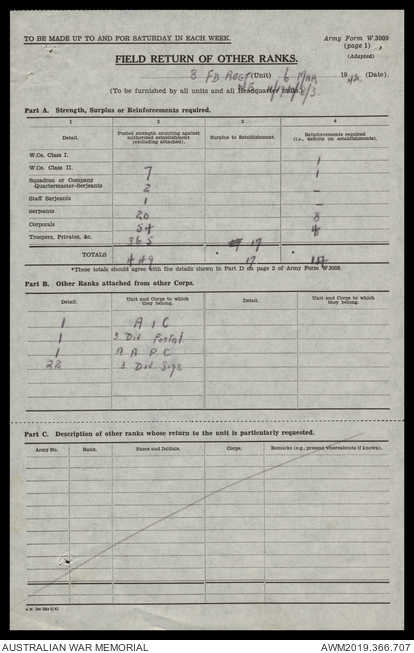 TO BE MADE UP TO AND FOR SATURDAY IN EACH WEEK. Army Form W.3009
(page 1)
(Adapted)
FIELD RETURN OF OTHER RANKS.
8 FD REGT (Unit) 6 MAR 1942 (Date).
(To be furnished by all units and all Headquarter units.)
Part A. Strength, Surplus or Reinforcements required.
1 2 3 4
Detail. Posted strength counting against authorised establishment (excluding attached). Surplus to Establishment. Reinforcements required (i.e., deficits on establishments).
W.Os. Class I. 1
W.Os. Class II. 7 1
Squadron or Company Quartermaster-Serjeants 2 –
Staff Serjeants 1 –
Serjeants 20 8
Corporals 54 4
Troopers, Privates, &c. 365 17
TOTALS 449 17 14
*These totals should agree with the details shown in Part D on page 2 of Army Form W.3009.
Part B. Other Ranks attached from other Corps.
Detail. Unit and Corps to which they belong. Detail. Unit and Corps to which they belong.
1 A I C
1 3 Div Postal
1 A A P C
28 3 Div Sigs
Part C. Description of other ranks whose return to the unit is particularly requested.
Army No. Rank. Name and Initials. Corps. Remarks (e.g., present whereabouts if known).
AUSTRALIAN WAR MEMORIAL AWM2019.366.707